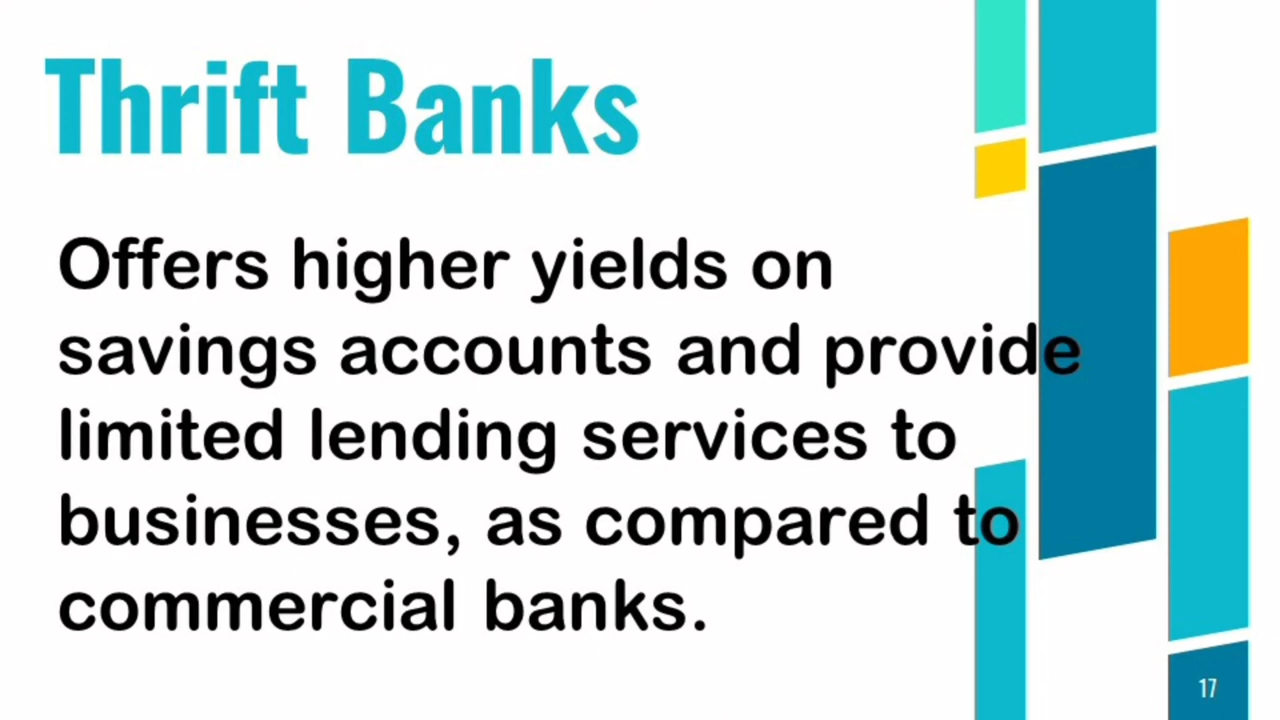 Thrift Banks
Offers higher yields on
savings accounts and provide
limited lending services to
businesses, as compared to
commercial banks.
17